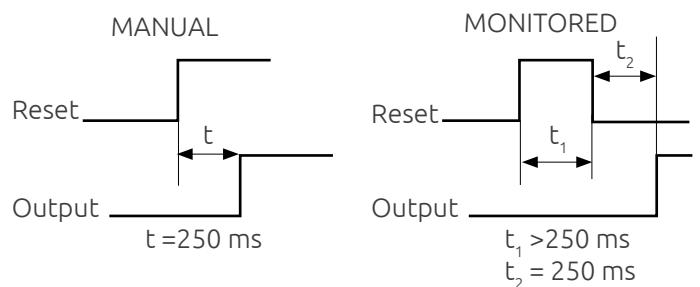 MANUAL
Reset
t
Output
t =250 ms
MONITORED
t₂
Reset
t₁
Output
t₁ >250 ms
t₂ = 250 ms